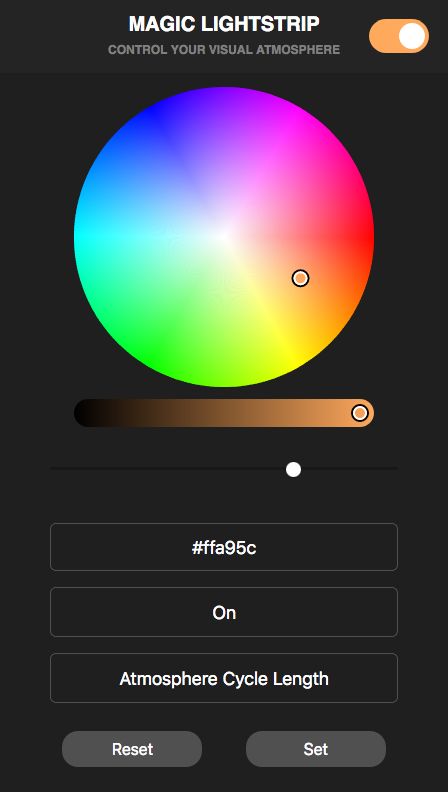 MAGIC LIGHTSTRIP
CONTROL YOUR VISUAL ATMOSPHERE
#ffa95c
On
Atmosphere Cycle Length
Reset
Set